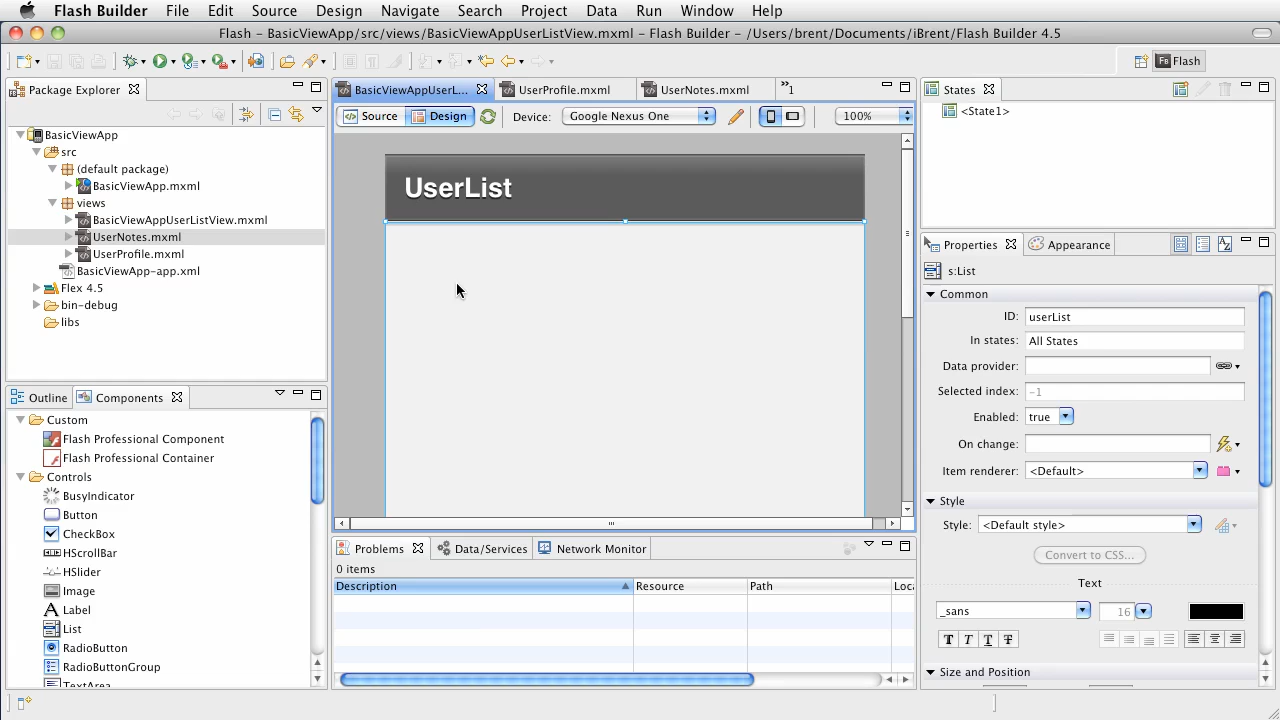 Flash Builder File Edit Source Design Navigate Search Project Data Run Window Help
Flash – BasicViewApp/src/views/BasicViewAppUserListView.mxml – Flash Builder – /Users/brent/Documents/iBrent/Flash Builder 4.5
Fb Flash
Package Explorer
BasicViewApp
src
(default package)
BasicViewApp.mxml
views
BasicViewAppUserListView.mxml
UserNotes.mxml
UserProfile.mxml
BasicViewApp-app.xml
Flex 4.5
bin-debug
libs
Outline Components
Custom
Flash Professional Component
Flash Professional Container
Controls
BusyIndicator
Button
CheckBox
HScrollBar
HSlider
Image
Label
List
RadioButton
RadioButtonGroup
TextArea
BasicViewAppUserL... UserProfile.mxml UserNotes.mxml »1
Source Design Device: Google Nexus One 100%
UserList
Problems Data/Services Network Monitor
0 items
Description Resource Path Loca
States
<State1>
Properties Appearance
s:List
Common
ID: userList
In states: All States
Data provider:
Selected index: -1
Enabled: true
On change:
Item renderer: <Default>
Style
Style: <Default style>
Convert to CSS...
Text
_sans 16
T T T T
Size and Position